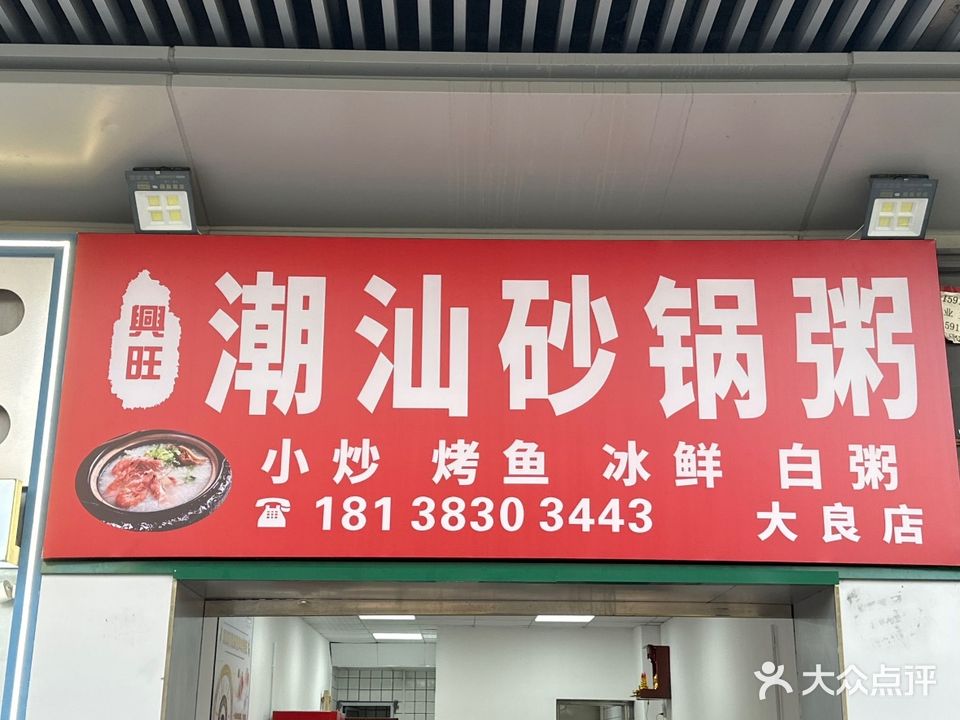 興旺
潮汕砂锅粥
小炒 烤鱼 冰鲜 白粥
☎ 181 3830 3443 大良店
大众点评